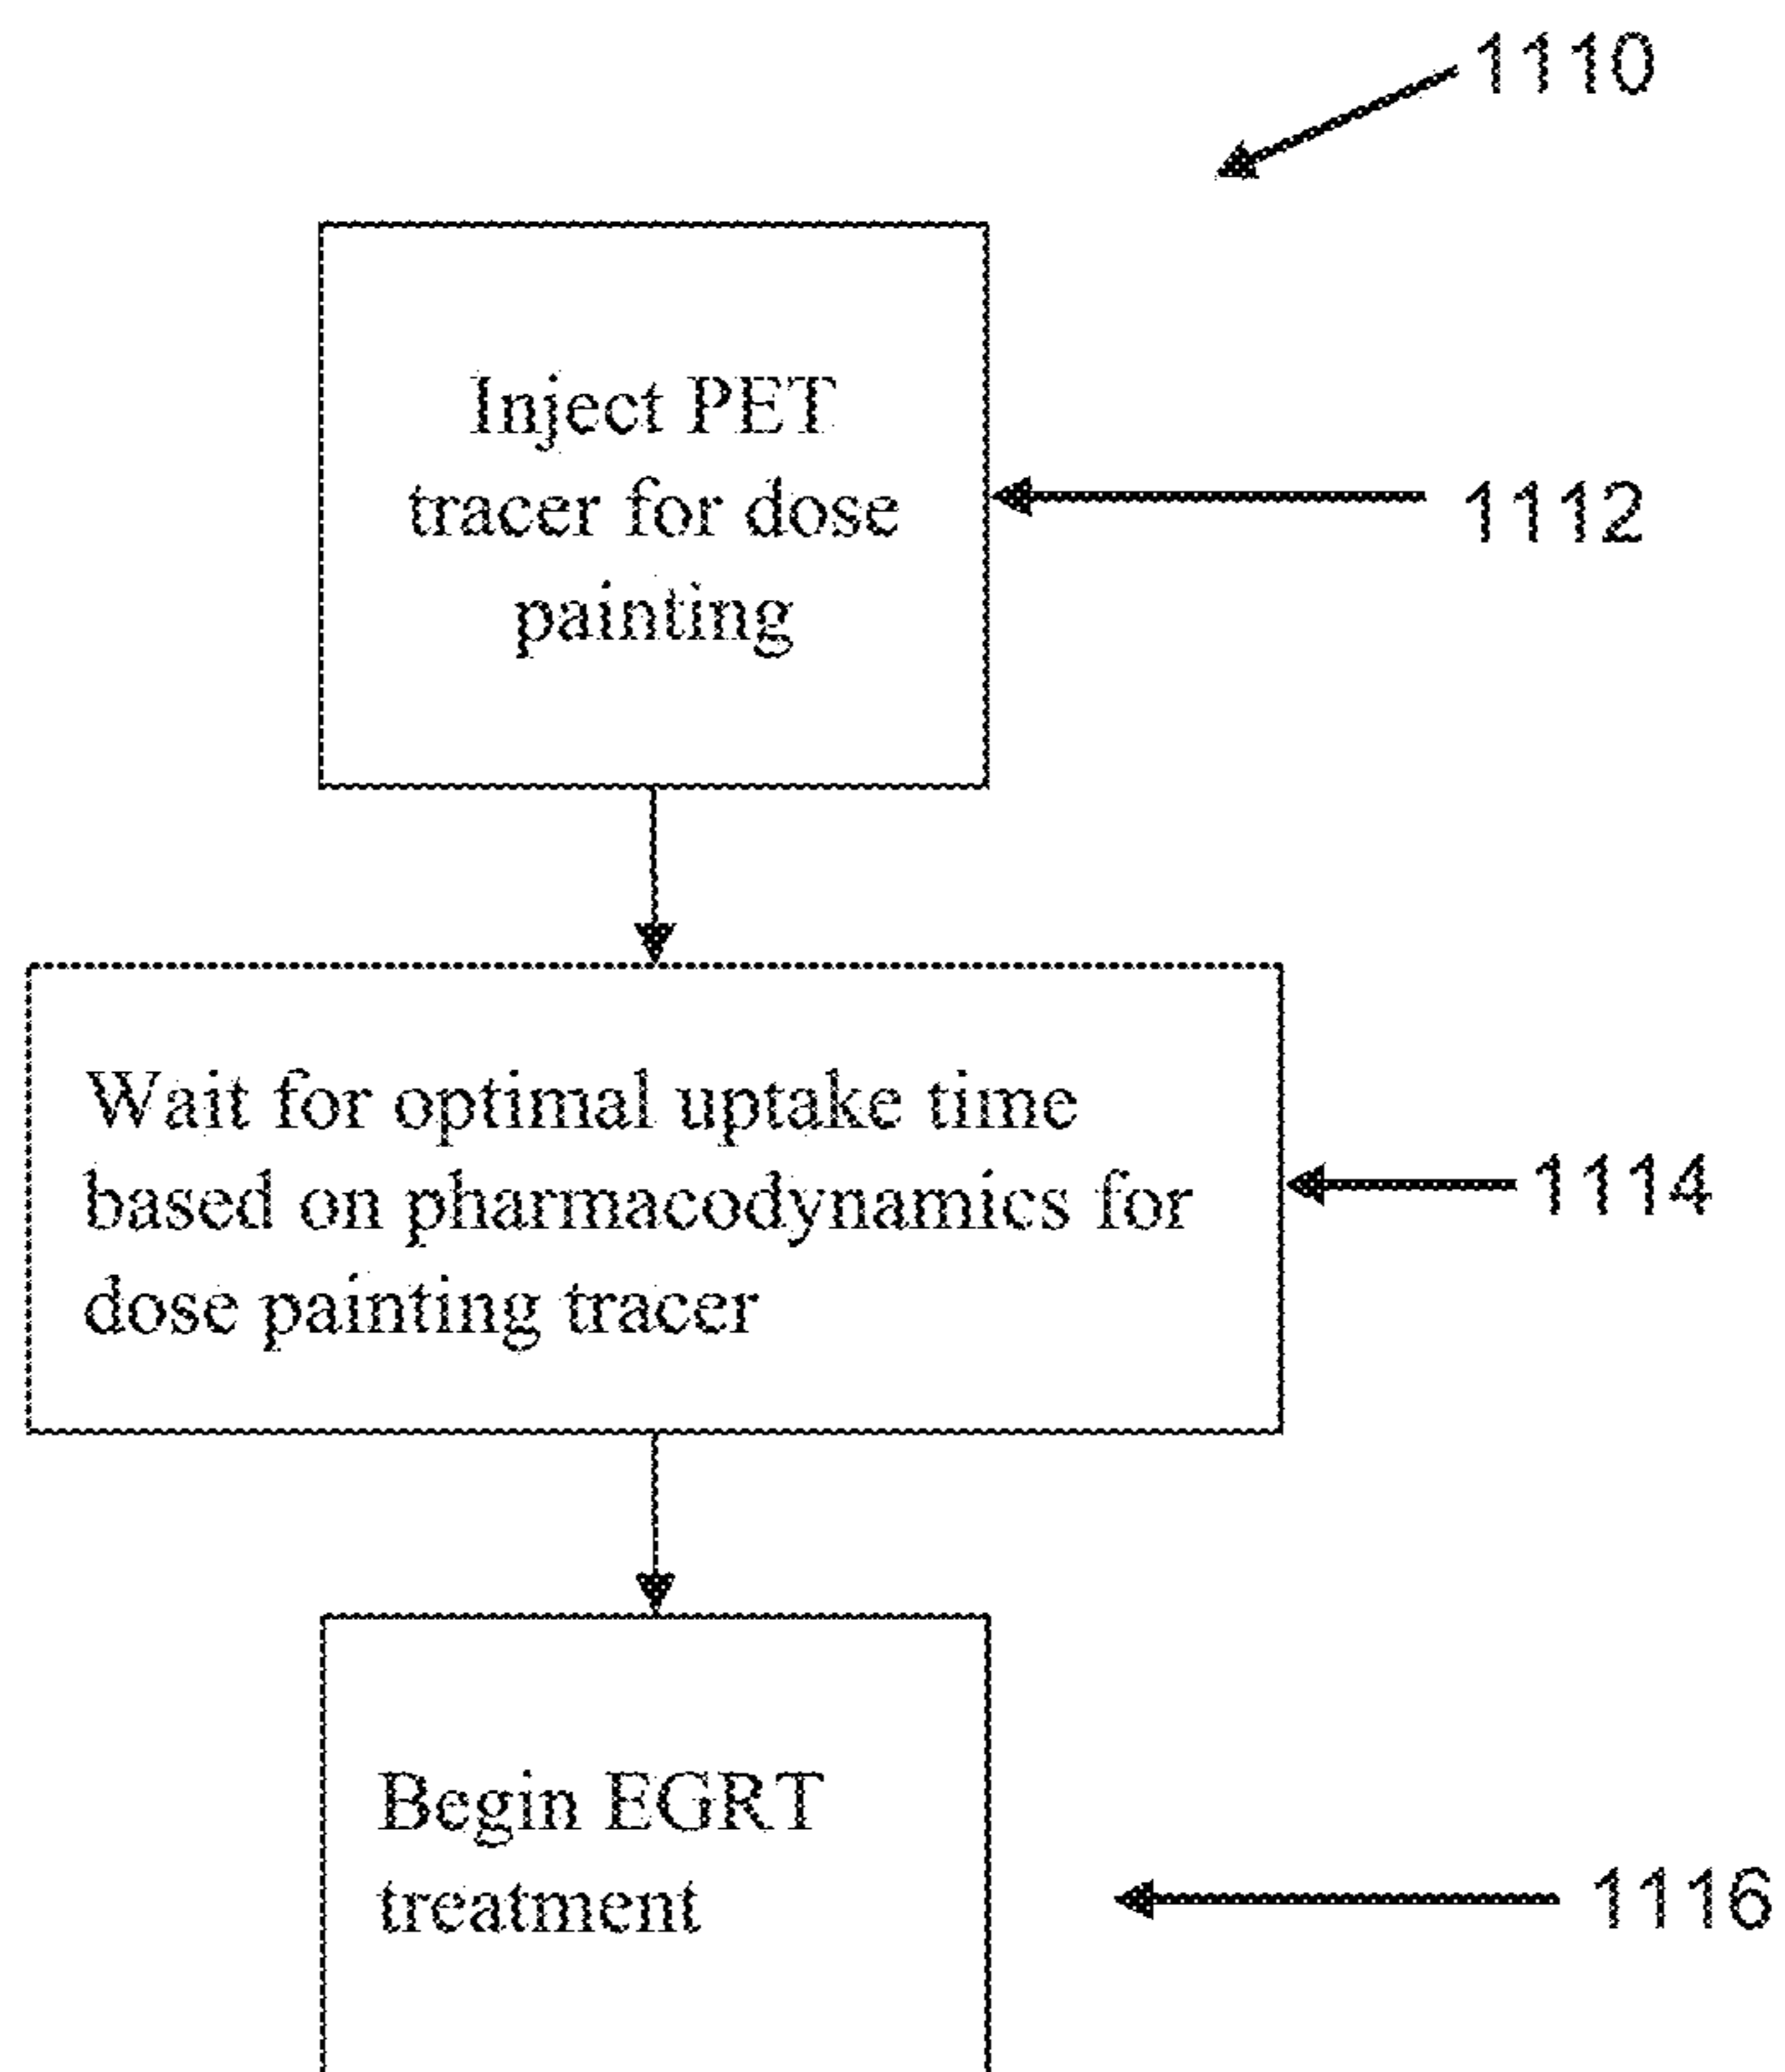 1110
Inject PET
tracer for dose
painting
1112
Wait for optimal uptake time
based on pharmacodynamics for
dose painting tracer
1114
Begin EGRT
treatment
1116